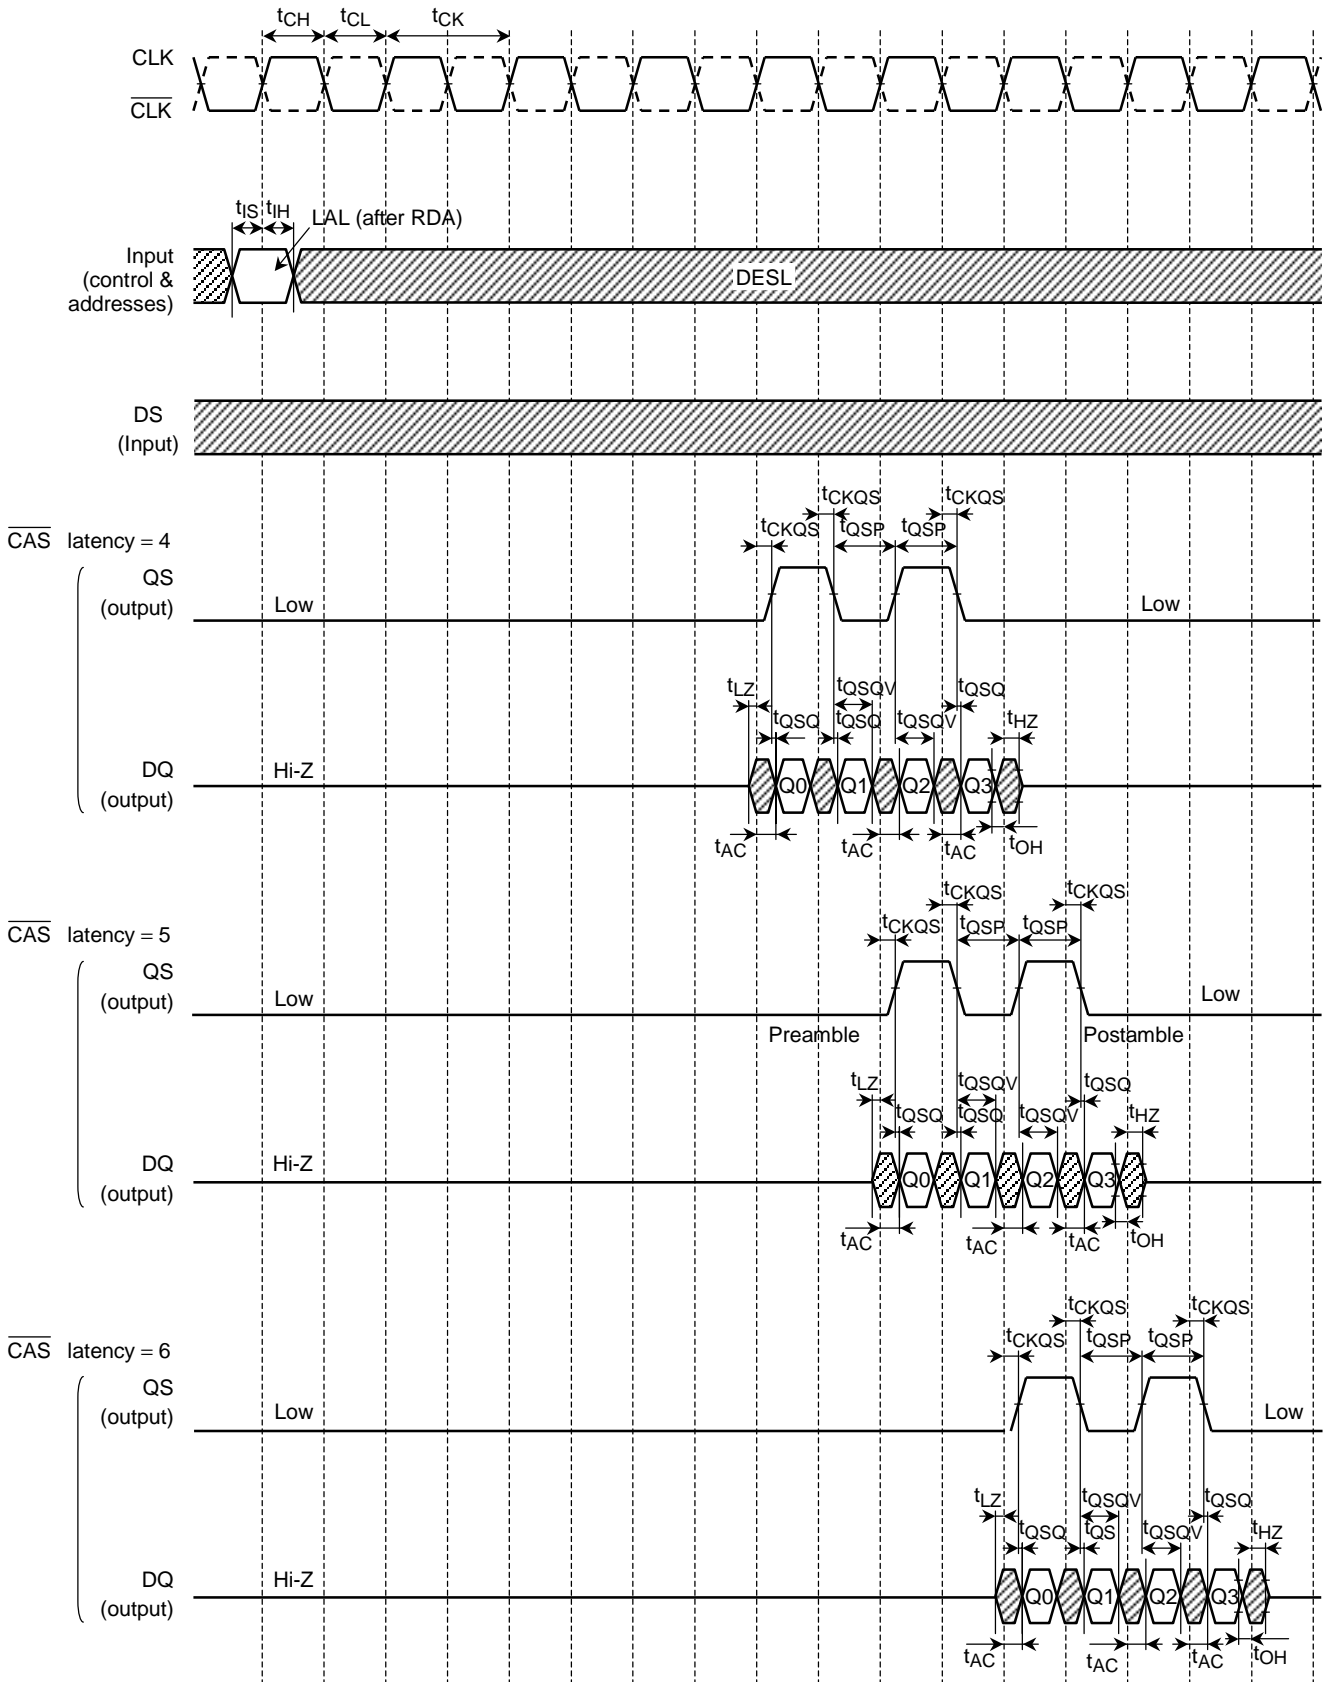 tCH tCL tCK
CLK
CLK
tIS tIH LAL (after RDA)
Input
(control &
addresses)
DESL
DS
(Input)
tCKQS tCKQS
tCKQS tQSP tQSP
CAS latency = 4
QS
(output)
Low Low
tLZ tQSQV tQSQ
tQSQ tQSQ tQSQV tHZ
DQ
(output)
Hi-Z Q0 Q1 Q2 Q3
tAC tAC tAC tOH
tCKQS tCKQS
tCKQS tQSP tQSP
CAS latency = 5
QS
(output)
Low Low
Preamble Postamble
tLZ tQSQV tQSQ
tQSQ tQSQ tQSQV tHZ
DQ
(output)
Hi-Z Q0 Q1 Q2 Q3
tAC tAC tAC tOH
tCKQS tCKQS
tCKQS tQSP tQSP
CAS latency = 6
QS
(output)
Low Low
tLZ tQSQV tQSQ
tQSQ tQS tQSQV tHZ
DQ
(output)
Hi-Z Q0 Q1 Q2 Q3
tAC tAC tAC tOH